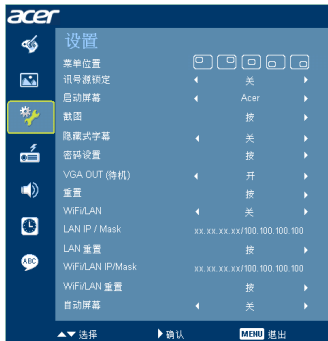 acer
设置
菜单位置
讯号源锁定 关
启动屏幕 Acer
截图 按
隐藏式字幕 关
密码设置 按
VGA OUT (待机) 开
重置 按
WiFi/LAN 关
LAN IP / Mask xx.xx.xx.xx/100.100.100.100
LAN 重置 按
WiFi/LAN IP/Mask xx.xx.xx.xx/100.100.100.100
WiFi/LAN 重置 按
自动屏幕 关
ABC
选择 确认 MENU 退出